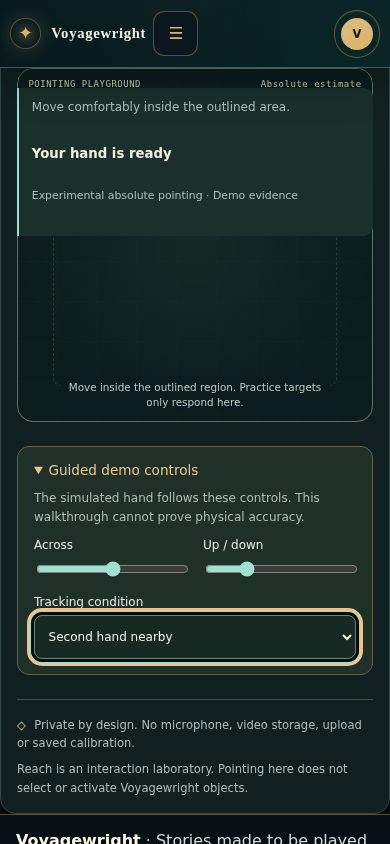 Voyagewright
V
POINTING PLAYGROUND
Absolute estimate
Move comfortably inside the outlined area.
Your hand is ready
Experimental absolute pointing · Demo evidence
Move inside the outlined region. Practice targets
only respond here.
▼ Guided demo controls
The simulated hand follows these controls. This
walkthrough cannot prove physical accuracy.
Across
Up / down
Tracking condition
Second hand nearby
◇ Private by design. No microphone, video storage, upload
or saved calibration.
Reach is an interaction laboratory. Pointing here does not
select or activate Voyagewright objects.
Voyagewright · Stories made to be played